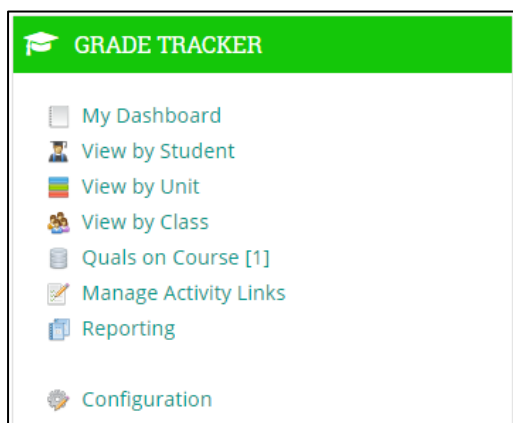 GRADE TRACKER
My Dashboard
View by Student
View by Unit
View by Class
Quals on Course [1]
Manage Activity Links
Reporting
Configuration